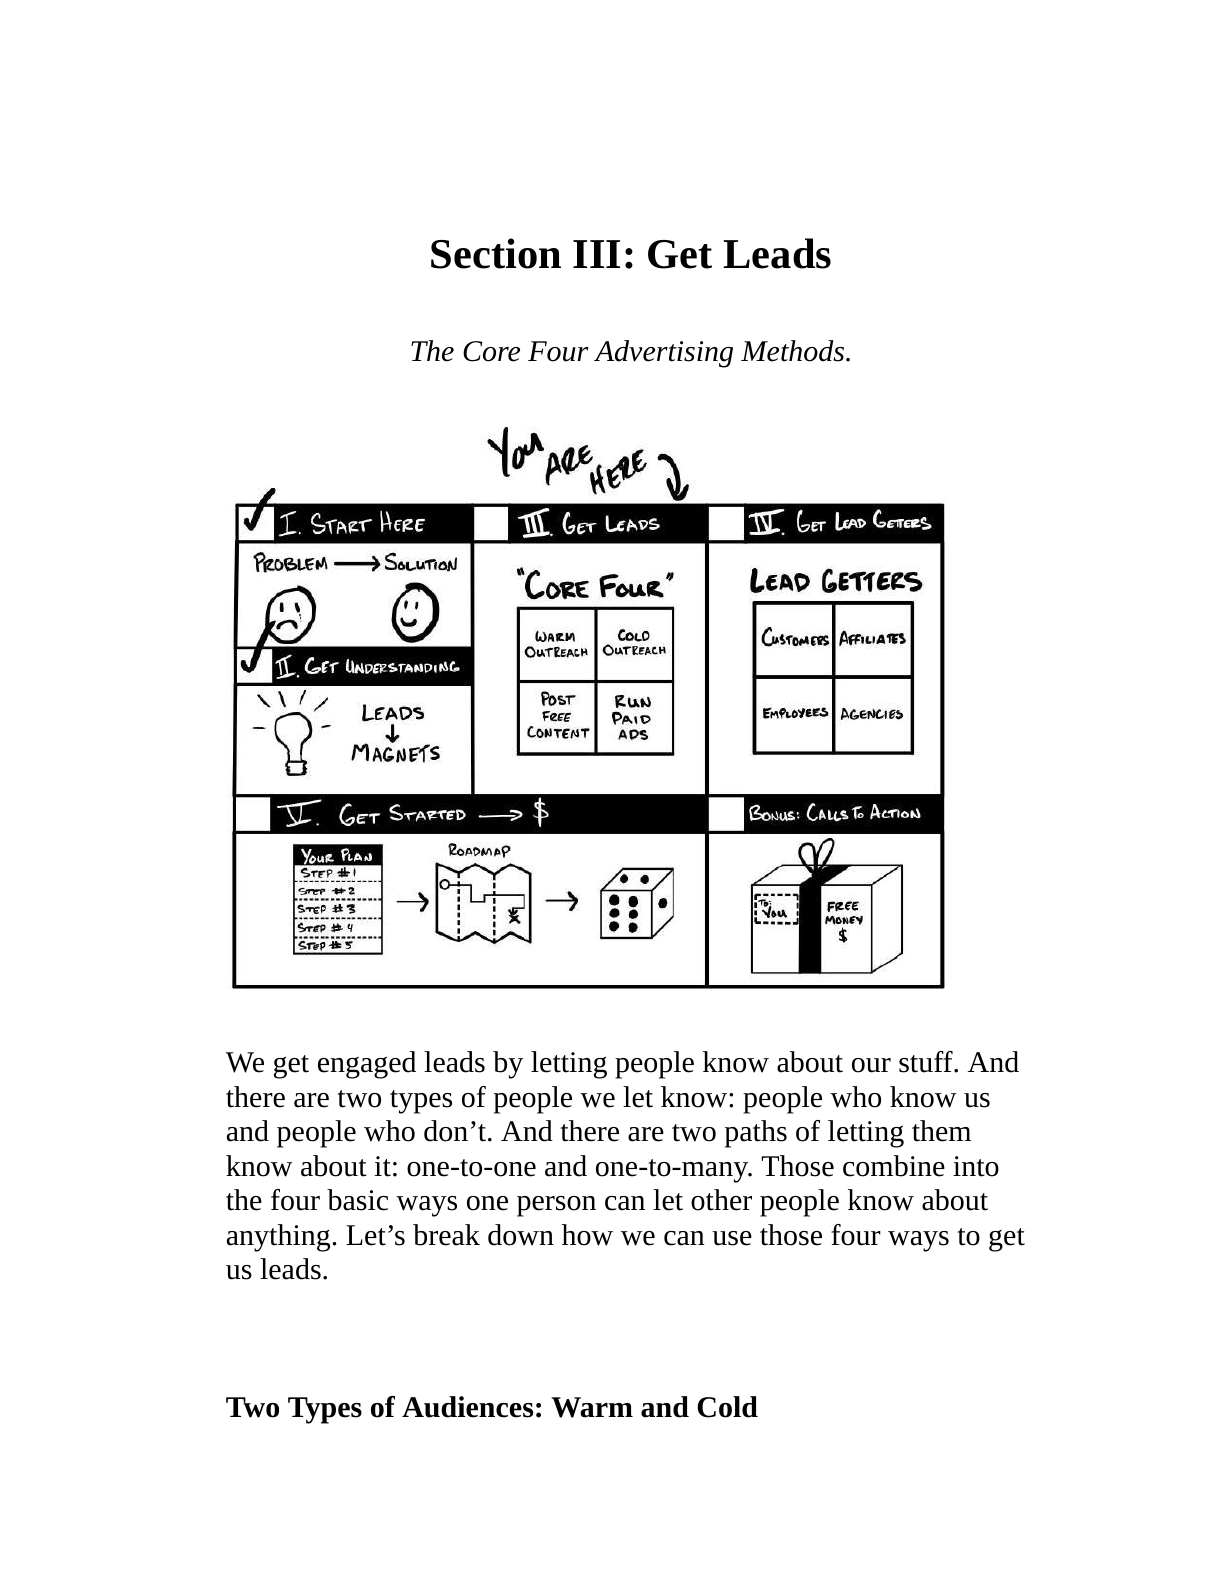 Section III: Get Leads
The Core Four Advertising Methods.
You ARE HERE
I. START HERE
PROBLEM → SOLUTION
II. GET UNDERSTANDING
LEADS
↓
MAGNETS
III. GET LEADS
"CORE FOUR"
WARM
OUTREACH
COLD
OUTREACH
POST
FREE
CONTENT
RUN
PAID
ADS
IV. GET LEAD GETTERS
LEAD GETTERS
CUSTOMERS
AFFILIATES
EMPLOYEES
AGENCIES
V. GET STARTED → $
YOUR PLAN
STEP #1
STEP #2
STEP #3
STEP #4
STEP #5
ROADMAP
BONUS: CALLS TO ACTION
TO:
You
FREE
MONEY
$
We get engaged leads by letting people know about our stuff. And
there are two types of people we let know: people who know us
and people who don’t. And there are two paths of letting them
know about it: one-to-one and one-to-many. Those combine into
the four basic ways one person can let other people know about
anything. Let’s break down how we can use those four ways to get
us leads.
Two Types of Audiences: Warm and Cold